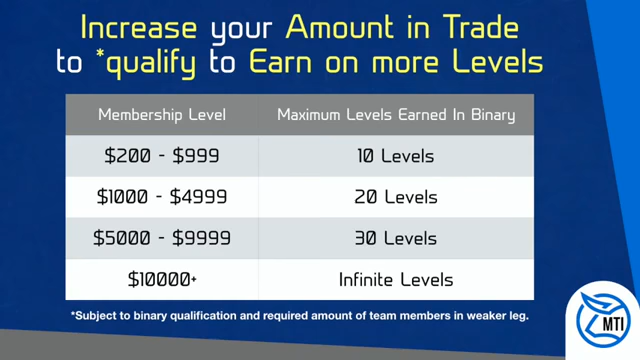 Increase your Amount in Trade
to *qualify to Earn on more Levels
Membership Level Maximum Levels Earned In Binary
$200 - $999 10 Levels
$1000 - $4999 20 Levels
$5000 - $9999 30 Levels
$10000+ Infinite Levels
*Subject to binary qualification and required amount of team members in weaker leg.
MTI